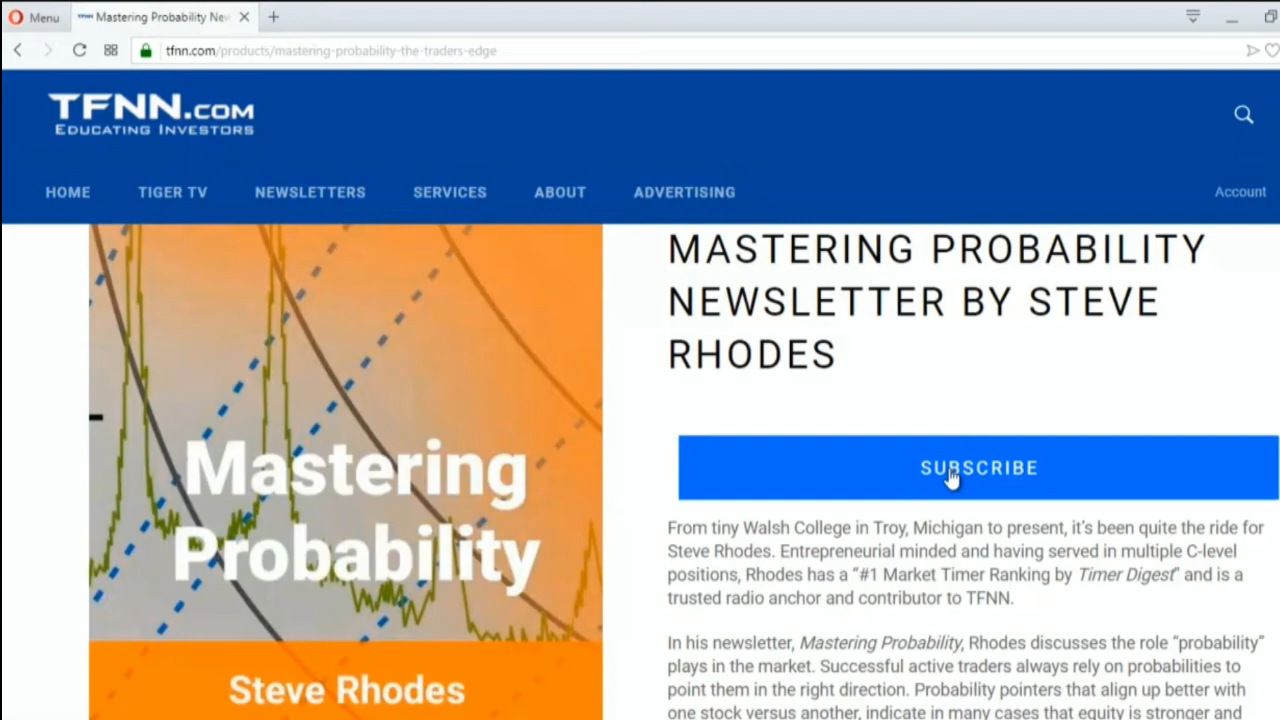 Menu
TFNN Mastering Probability Nev
tfnn.com/products/mastering-probability-the-traders-edge
TFNN.COM
EDUCATING INVESTORS
HOME TIGER TV NEWSLETTERS SERVICES ABOUT ADVERTISING Account
Mastering
Probability
Steve Rhodes
MASTERING PROBABILITY
NEWSLETTER BY STEVE
RHODES
SUBSCRIBE
From tiny Walsh College in Troy, Michigan to present, it’s been quite the ride for
Steve Rhodes. Entrepreneurial minded and having served in multiple C-level
positions, Rhodes has a “#1 Market Timer Ranking by Timer Digest” and is a
trusted radio anchor and contributor to TFNN.
In his newsletter, Mastering Probability, Rhodes discusses the role “probability”
plays in the market. Successful active traders always rely on probabilities to
point them in the right direction. Probability pointers that align up better with
one stock versus another, indicate in many cases that equity is stronger and